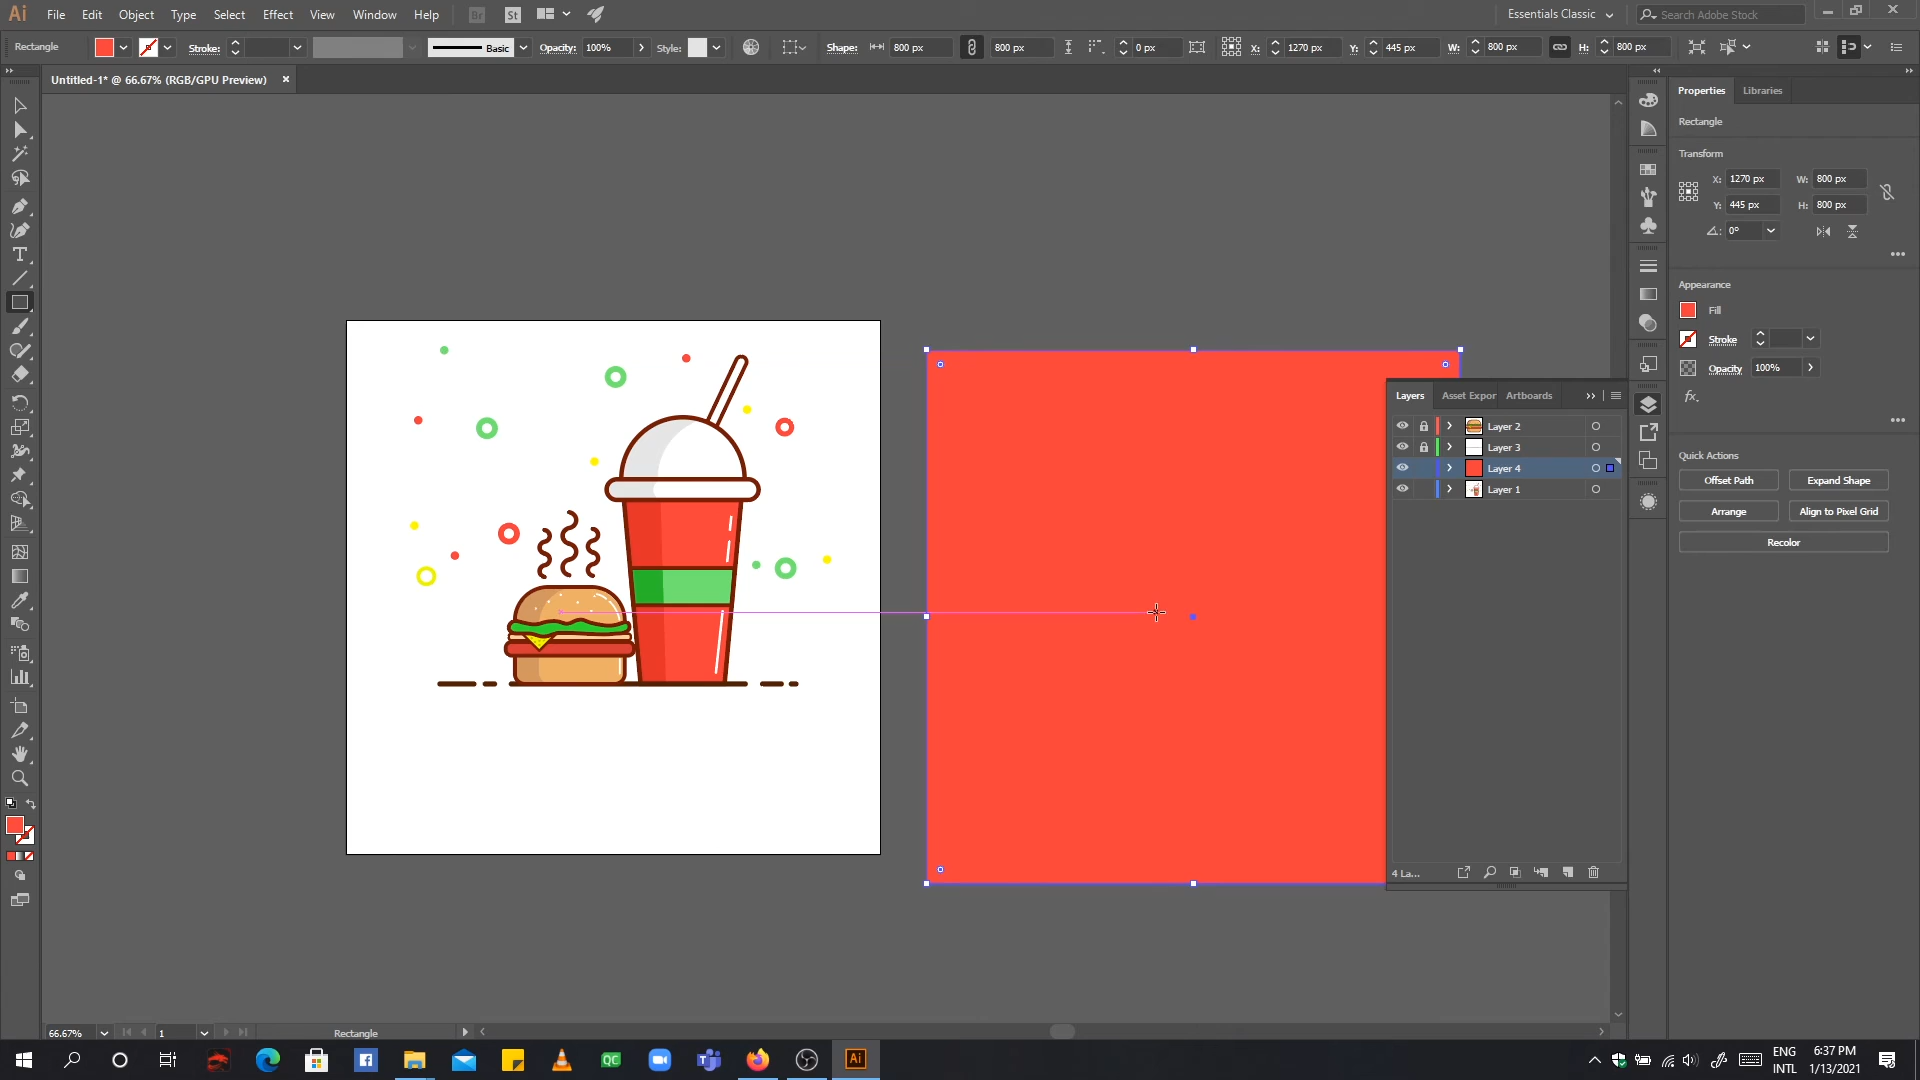 Ai File Edit Object Type Select Effect View Window Help Br St Essentials Classic Search Adobe Stock
Rectangle Stroke: Basic Opacity: 100% Style: Shape: 800 px 800 px 0 px X: 1270 px Y: 445 px W: 800 px H: 800 px
Untitled-1* @ 66.67% (RGB/GPU Preview)
Properties Libraries
Rectangle
Transform
X: 1270 px W: 800 px
Y: 445 px H: 800 px
0°
Appearance
Fill
Stroke
Opacity 100%
fx.
Quick Actions
Offset Path Expand Shape
Arrange Align to Pixel Grid
Recolor
Layers Asset Expor Artboards
Layer 2
Layer 3
Layer 4
Layer 1
4 La...
66.67% 1 Rectangle
QC Ai ENG INTL 6:37 PM 1/13/2021